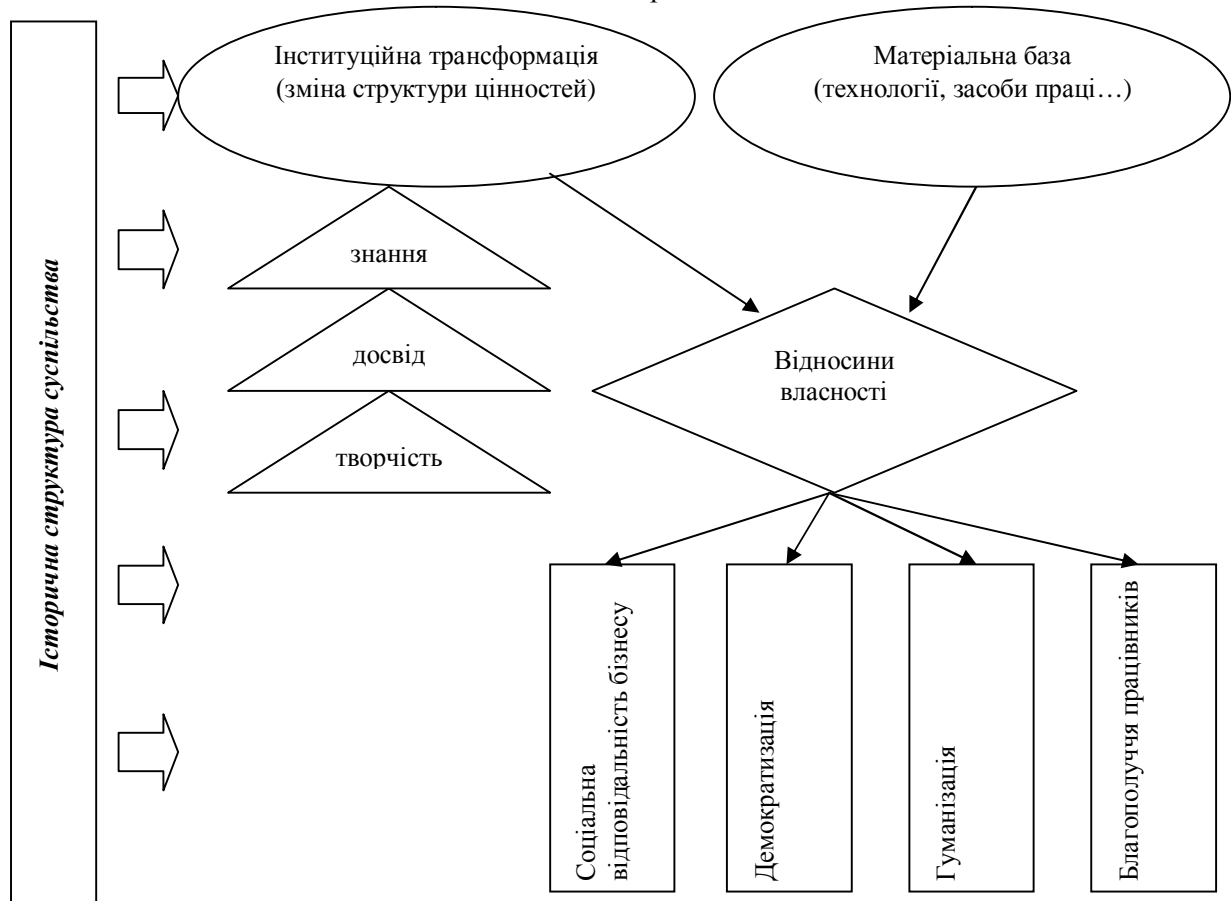 Інституційна трансформація
(зміна структури цінностей)
Матеріальна база
(технології, засоби праці…)
Історична структура суспільства
знання
досвід
творчість
Відносини
власності
Соціальна
відповідальність бізнесу
Демократизація
Гуманізація
Благополуччя працівників